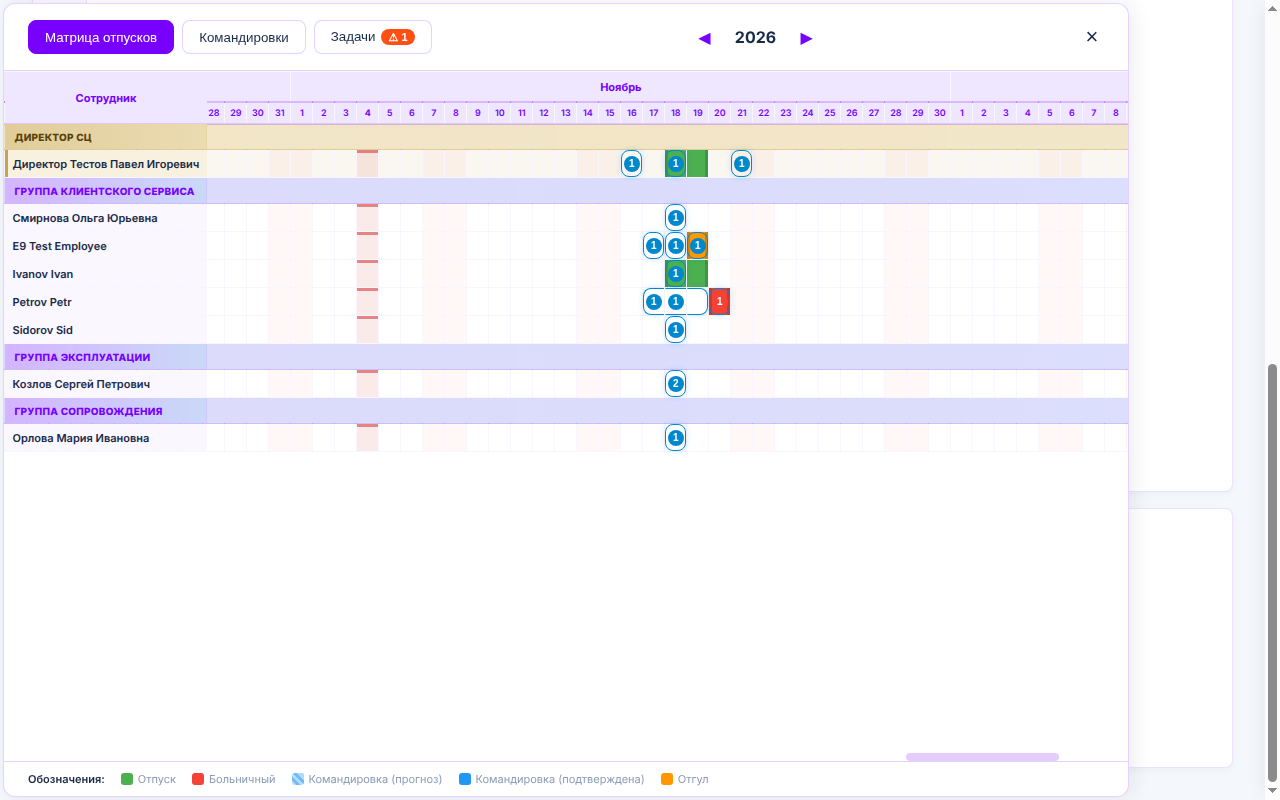 Матрица отпусков Командировки Задачи ⚠ 1 ◀ 2026 ▶ ×
Сотрудник Ноябрь
28 29 30 31 1 2 3 4 5 6 7 8 9 10 11 12 13 14 15 16 17 18 19 20 21 22 23 24 25 26 27 28 29 30 1 2 3 4 5 6 7 8
ДИРЕКТОР СЦ
Директор Тестов Павел Игоревич 1 1 1
ГРУППА КЛИЕНТСКОГО СЕРВИСА
Смирнова Ольга Юрьевна 1
E9 Test Employee 1 1 1
Ivanov Ivan 1
Petrov Petr 1 1 1
Sidorov Sid 1
ГРУППА ЭКСПЛУАТАЦИИ
Козлов Сергей Петрович 2
ГРУППА СОПРОВОЖДЕНИЯ
Орлова Мария Ивановна 1
Обозначения: Отпуск Больничный Командировка (прогноз) Командировка (подтверждена) Отгул